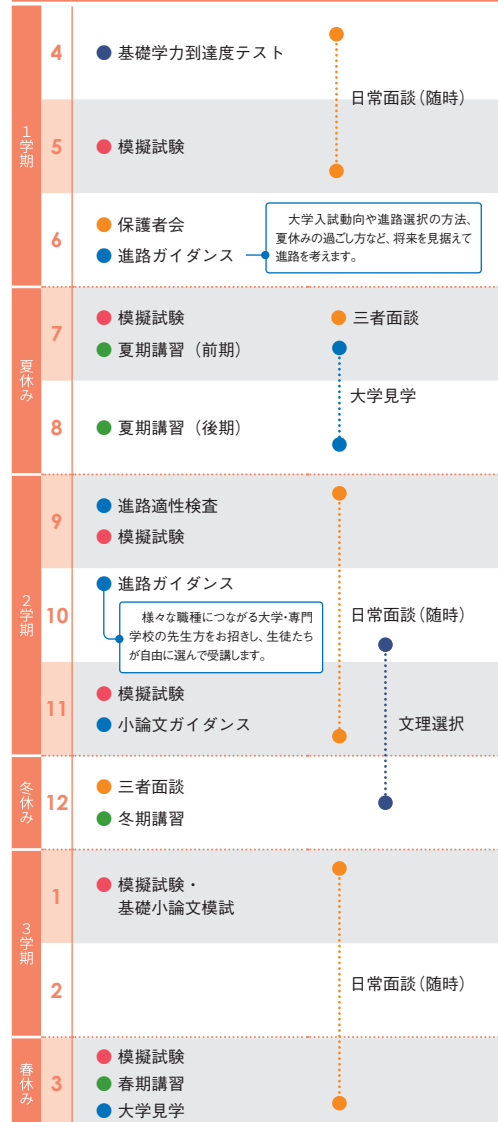 1学期
4
基礎学力到達度テスト
日常面談(随時)
5
模擬試験
6
保護者会
進路ガイダンス
大学入試動向や進路選択の方法、
夏休みの過ごし方など、将来を見据えて
進路を考えます。
夏休み
7
模擬試験
三者面談
夏期講習(前期)
大学見学
8
夏期講習(後期)
2学期
9
進路適性検査
模擬試験
10
進路ガイダンス
様々な職種につながる大学・専門
学校の先生方をお招きし、生徒たち
が自由に選んで受講します。
日常面談(随時)
11
模擬試験
小論文ガイダンス
文理選択
冬休み
12
三者面談
冬期講習
3学期
1
模擬試験・
基礎小論文模試
2
日常面談(随時)
春休み
3
模擬試験
春期講習
大学見学